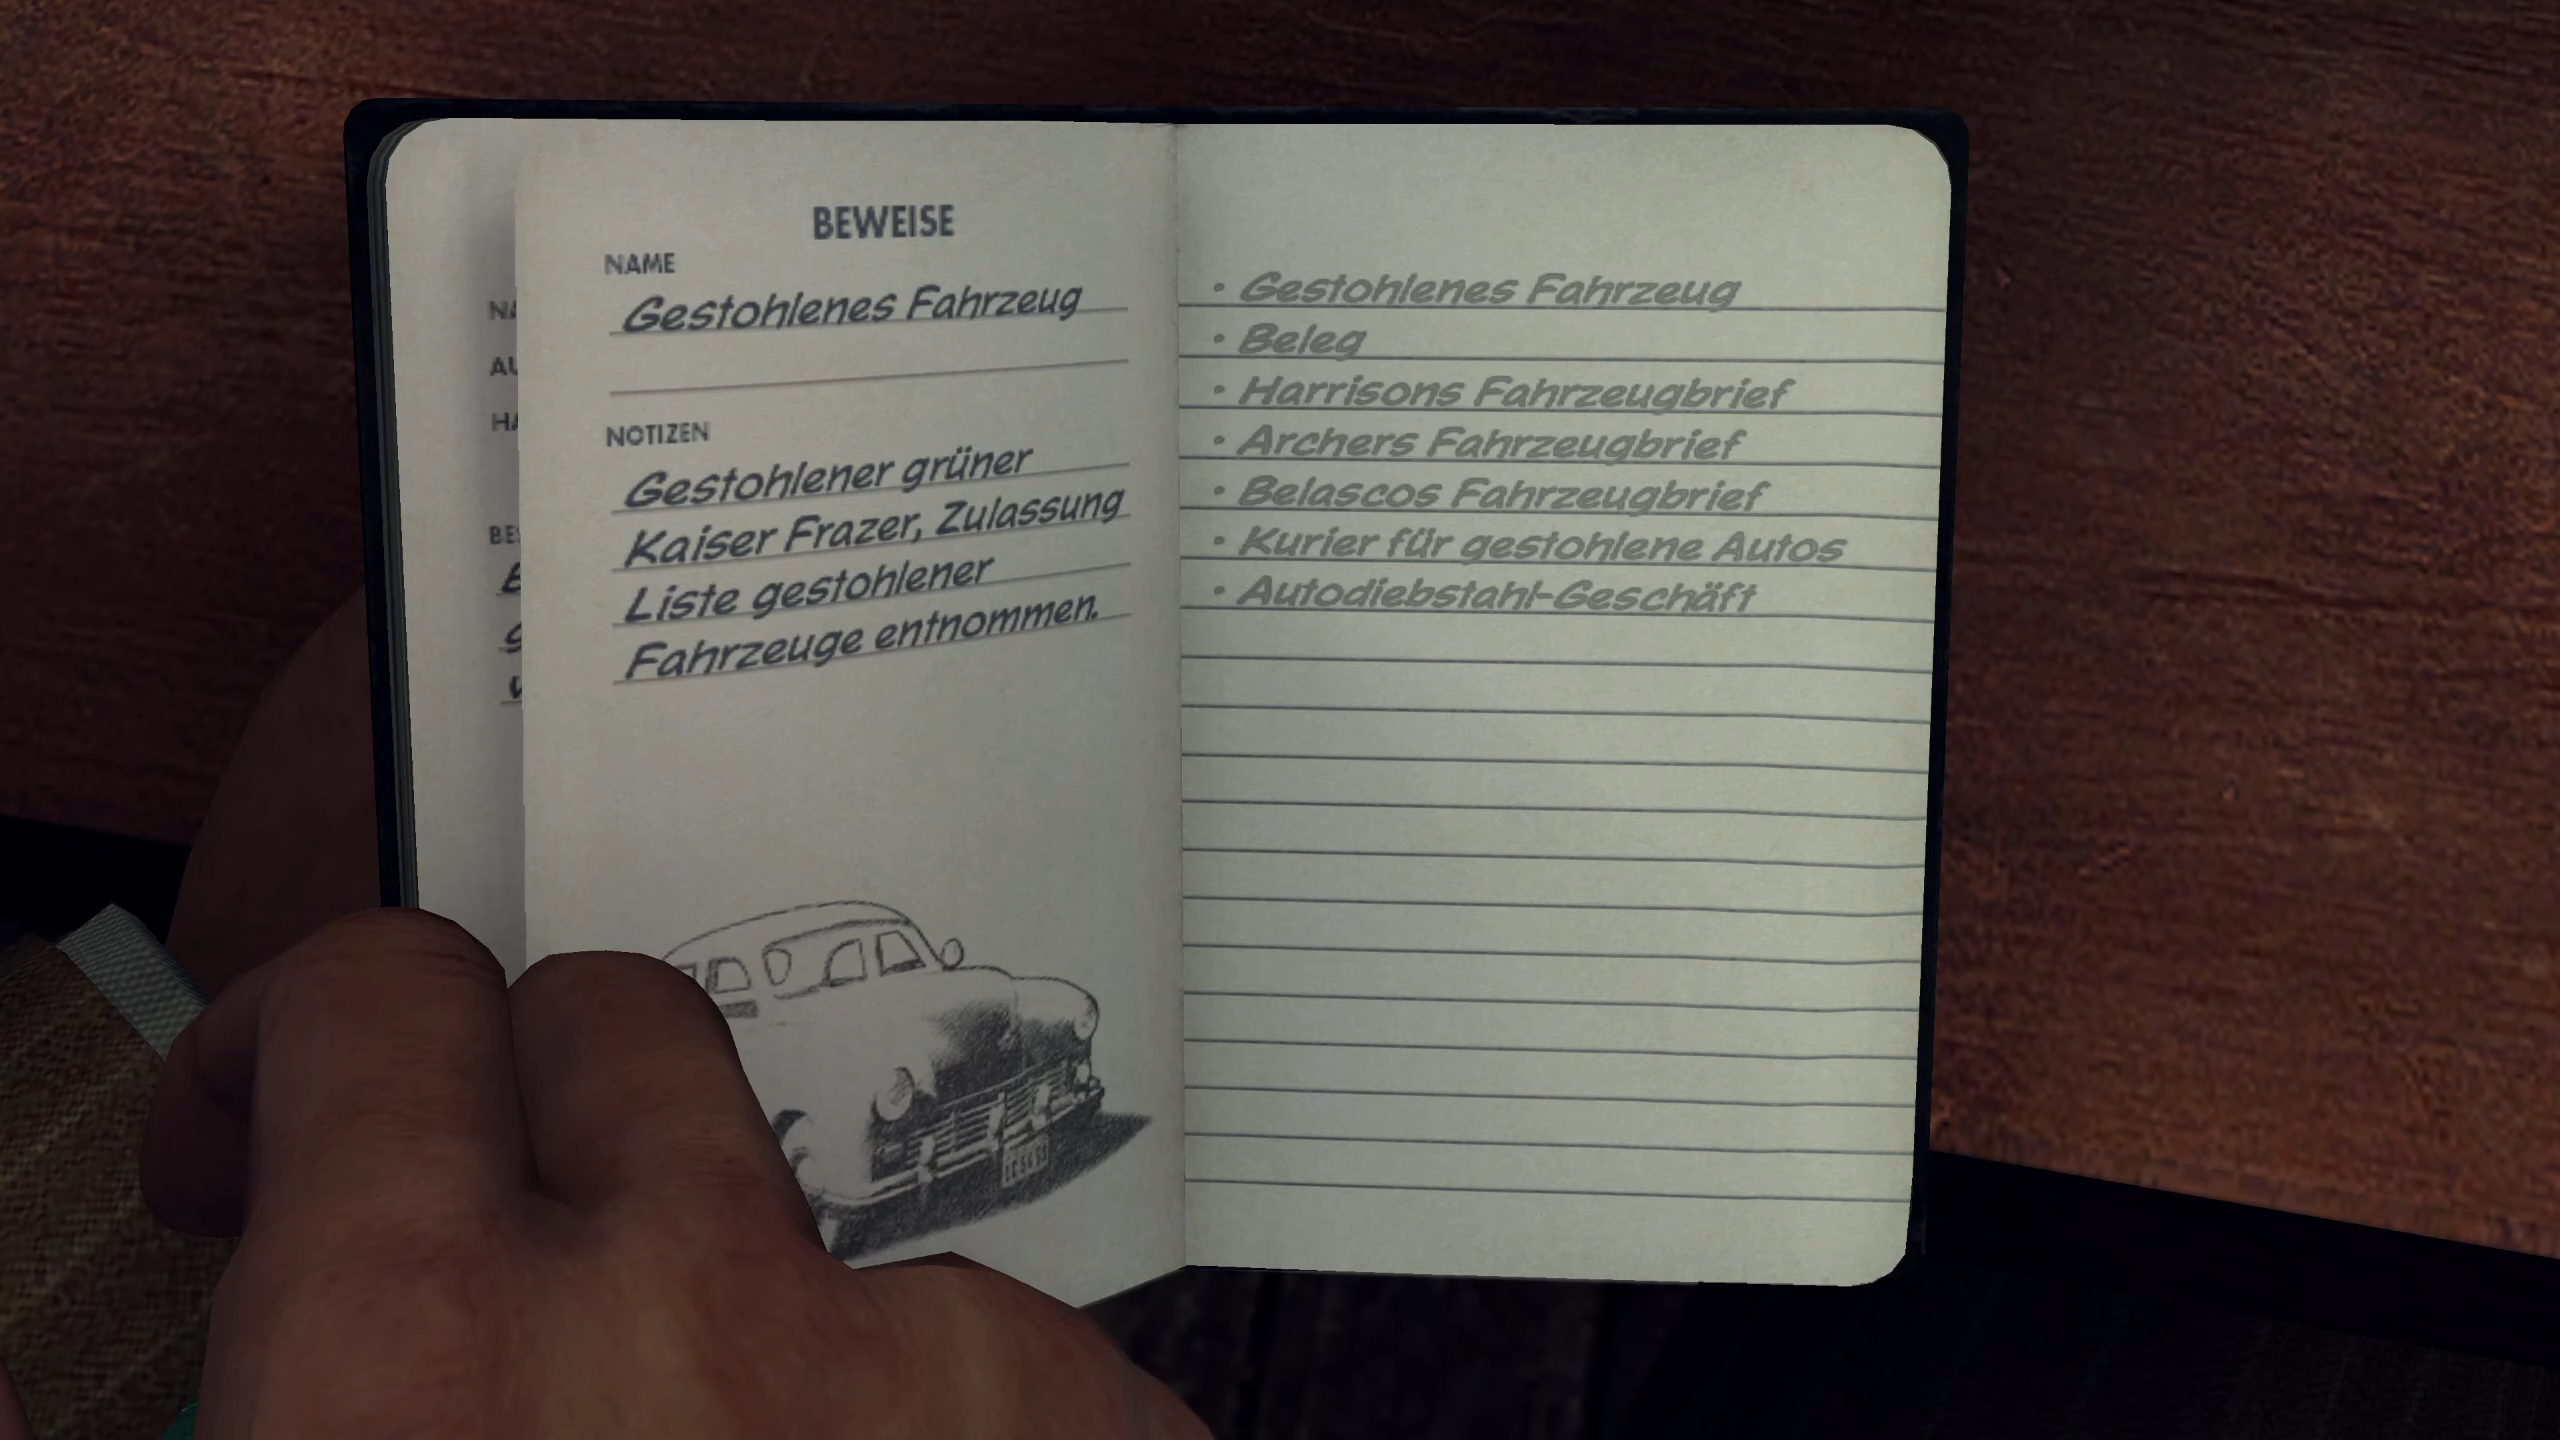 BEWEISE
NAME
Gestohlenes Fahrzeug
NOTIZEN
Gestohlener grüner
Kaiser Frazer, Zulassung
Liste gestohlener
Fahrzeuge entnommen.
• Gestohlenes Fahrzeug
• Beleg
• Harrisons Fahrzeugbrief
• Archers Fahrzeugbrief
• Belascos Fahrzeugbrief
• Kurier für gestohlene Autos
• Autodiebstahl-Geschäft